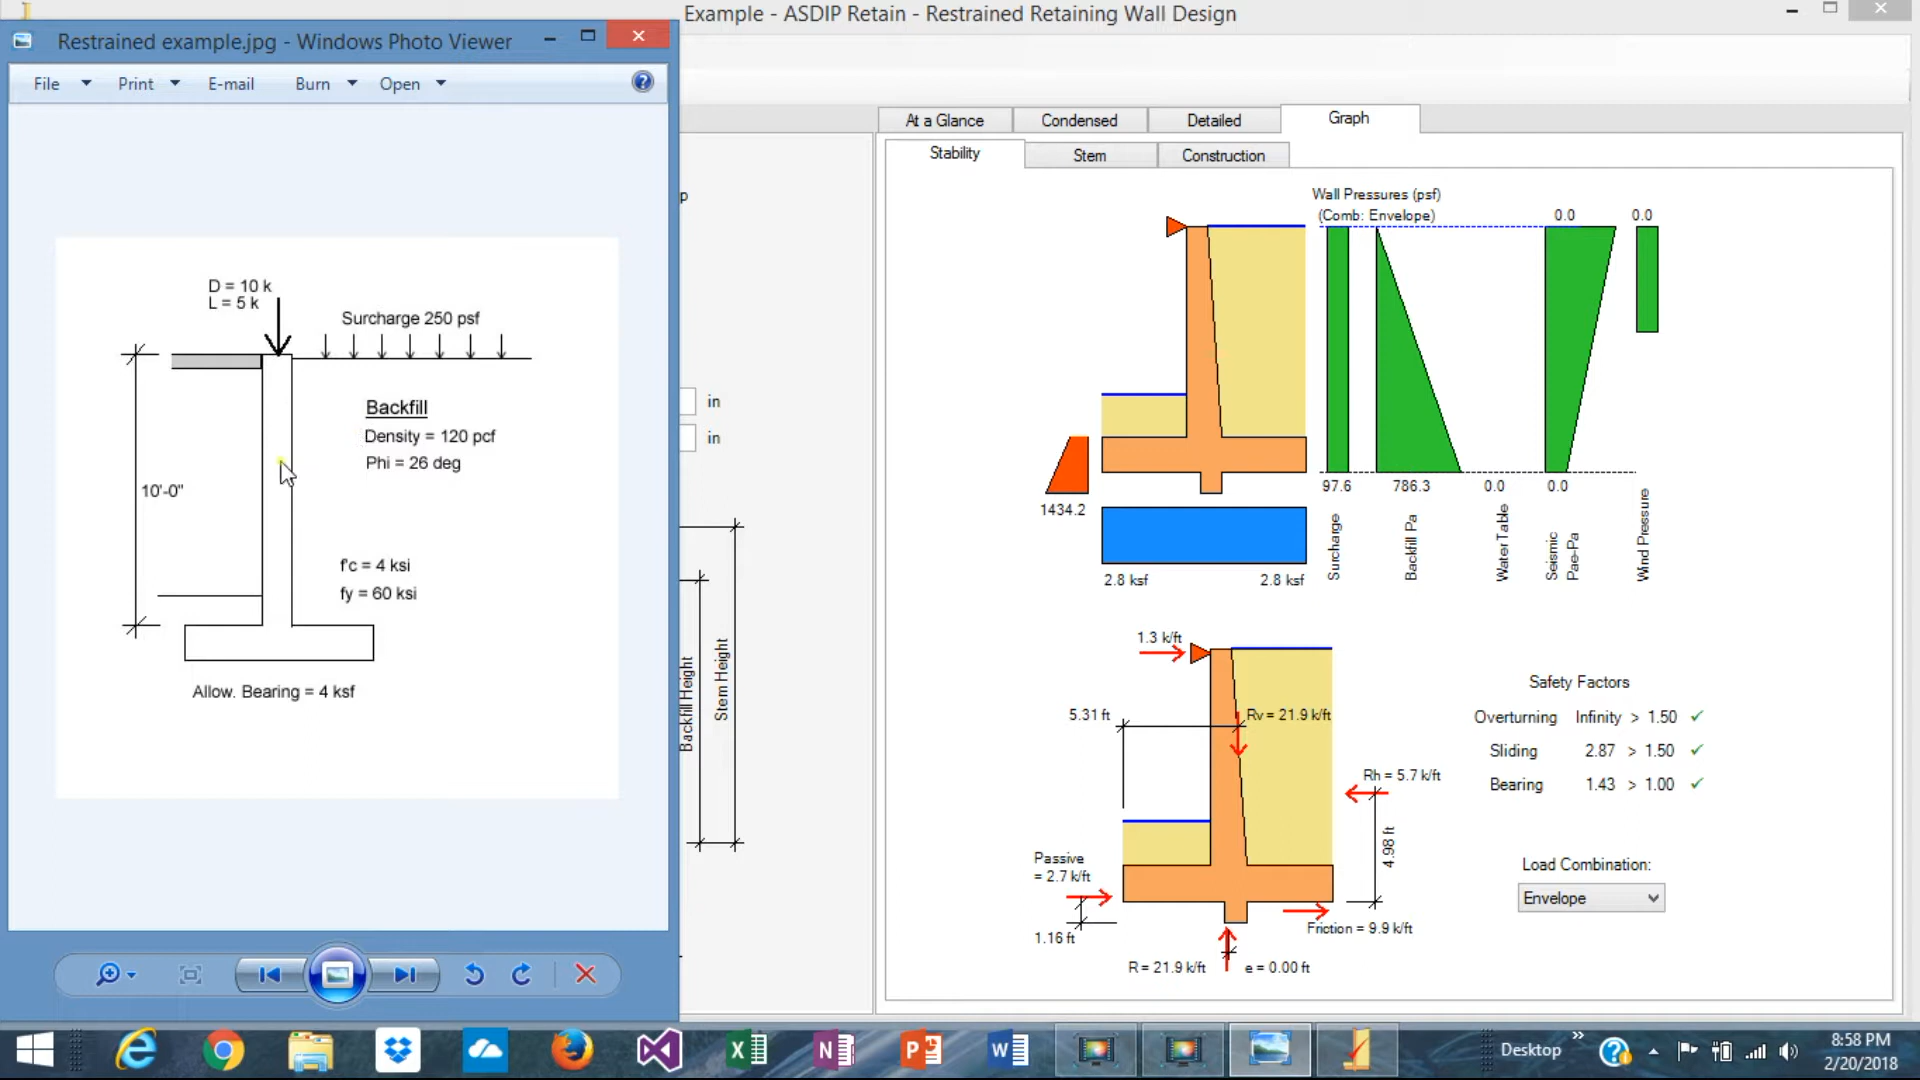 Example - ASDIP Retain - Restrained Retaining Wall Design
Restrained example.jpg - Windows Photo Viewer
File
Print
E-mail
Burn
Open
D = 10 k
L = 5 k
Surcharge 250 psf
Backfill
Density = 120 pcf
Phi = 26 deg
10'-0"
f'c = 4 ksi
fy = 60 ksi
Allow. Bearing = 4 ksf
p
in
in
Backfill Height
Stem Height
At a Glance
Condensed
Detailed
Graph
Stability
Stem
Construction
Wall Pressures (psf)
(Comb: Envelope)
0.0
0.0
97.6
786.3
0.0
0.0
1434.2
2.8 ksf
2.8 ksf
Surcharge
Backfill Pa
Water Table
Seismic
Pae-Pa
Wind Pressure
1.3 k/ft
5.31 ft
Rv = 21.9 k/ft
Rh = 5.7 k/ft
4.98 ft
Passive
= 2.7 k/ft
1.16 ft
Friction = 9.9 k/ft
R = 21.9 k/ft
e = 0.00 ft
Safety Factors
Overturning Infinity > 1.50 ✓
Sliding 2.87 > 1.50 ✓
Bearing 1.43 > 1.00 ✓
Load Combination:
Envelope
Desktop
8:58 PM
2/20/2018